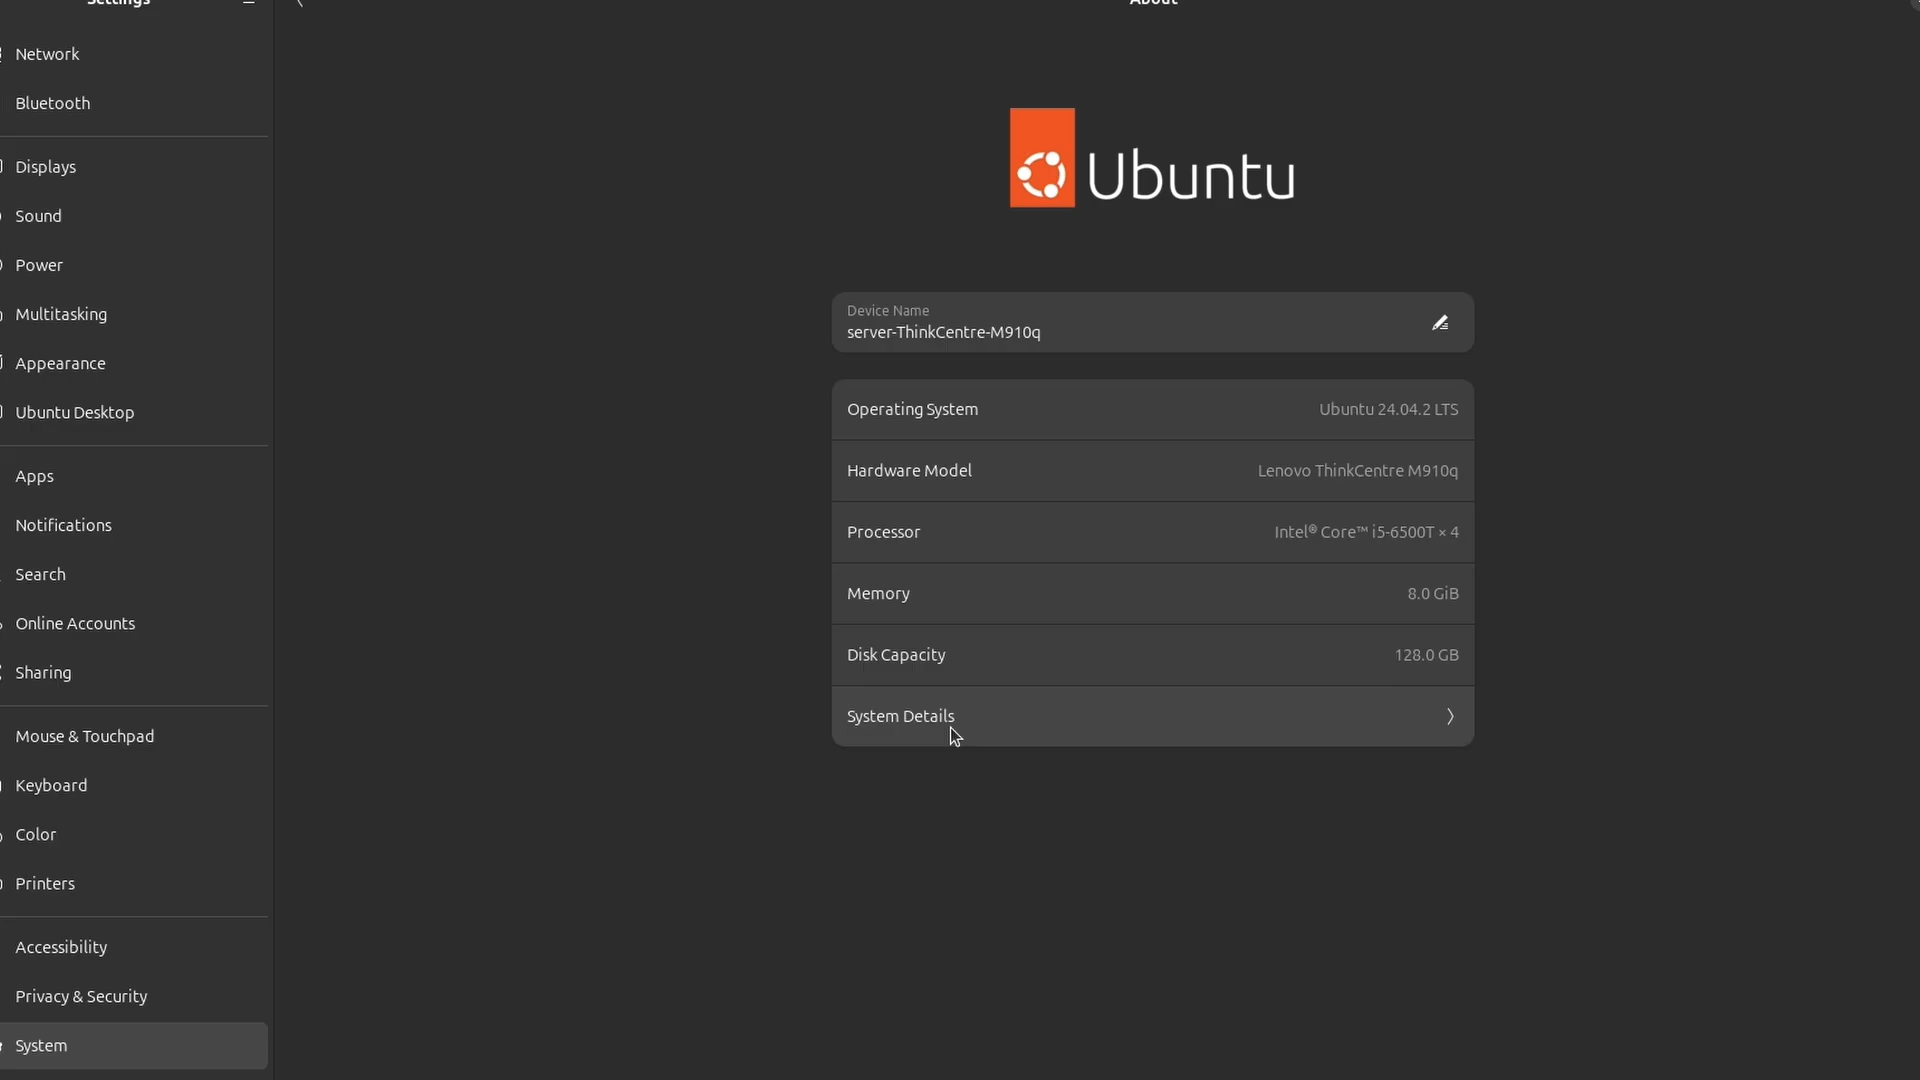 Settings
Network
Bluetooth
Displays
Sound
Power
Multitasking
Appearance
Ubuntu Desktop
Apps
Notifications
Search
Online Accounts
Sharing
Mouse & Touchpad
Keyboard
Color
Printers
Accessibility
Privacy & Security
System
About
Ubuntu
Device Name
server-ThinkCentre-M910q
Operating System Ubuntu 24.04.2 LTS
Hardware Model Lenovo ThinkCentre M910q
Processor Intel® Core™ i5-6500T × 4
Memory 8.0 GiB
Disk Capacity 128.0 GB
System Details